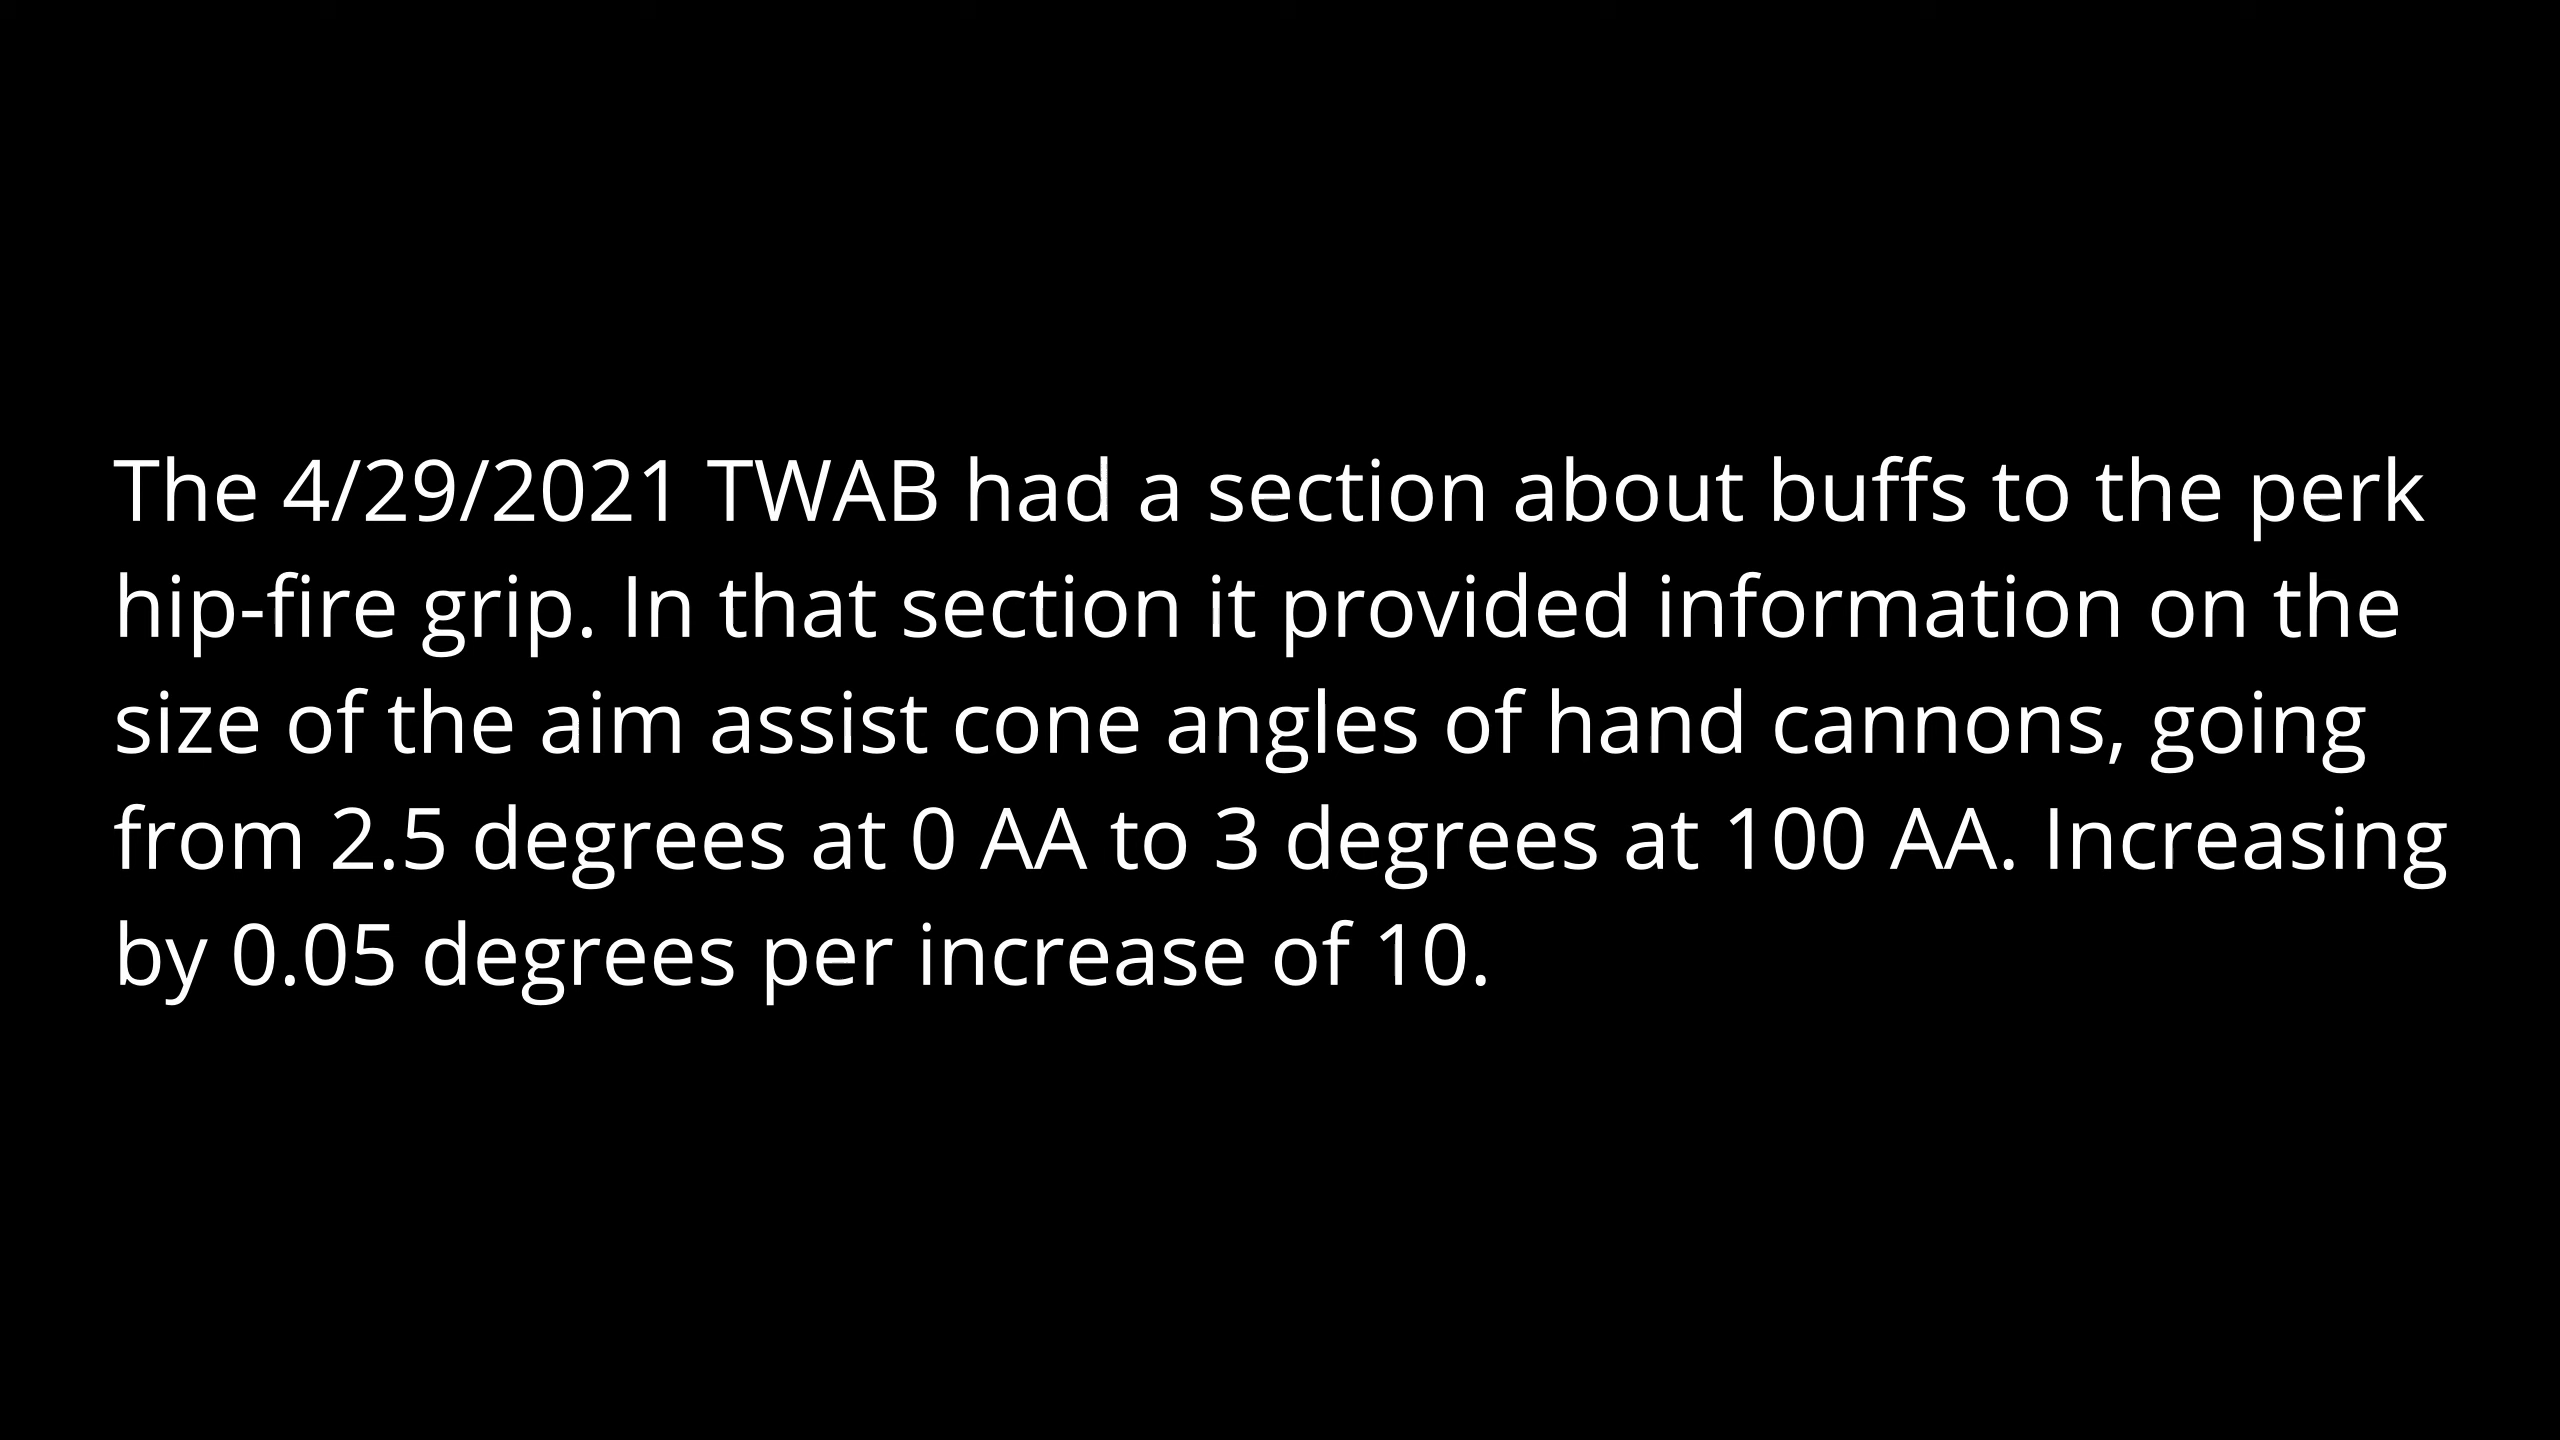 The 4/29/2021 TWAB had a section about buffs to the perk
hip-fire grip. In that section it provided information on the
size of the aim assist cone angles of hand cannons, going
from 2.5 degrees at 0 AA to 3 degrees at 100 AA. Increasing
by 0.05 degrees per increase of 10.